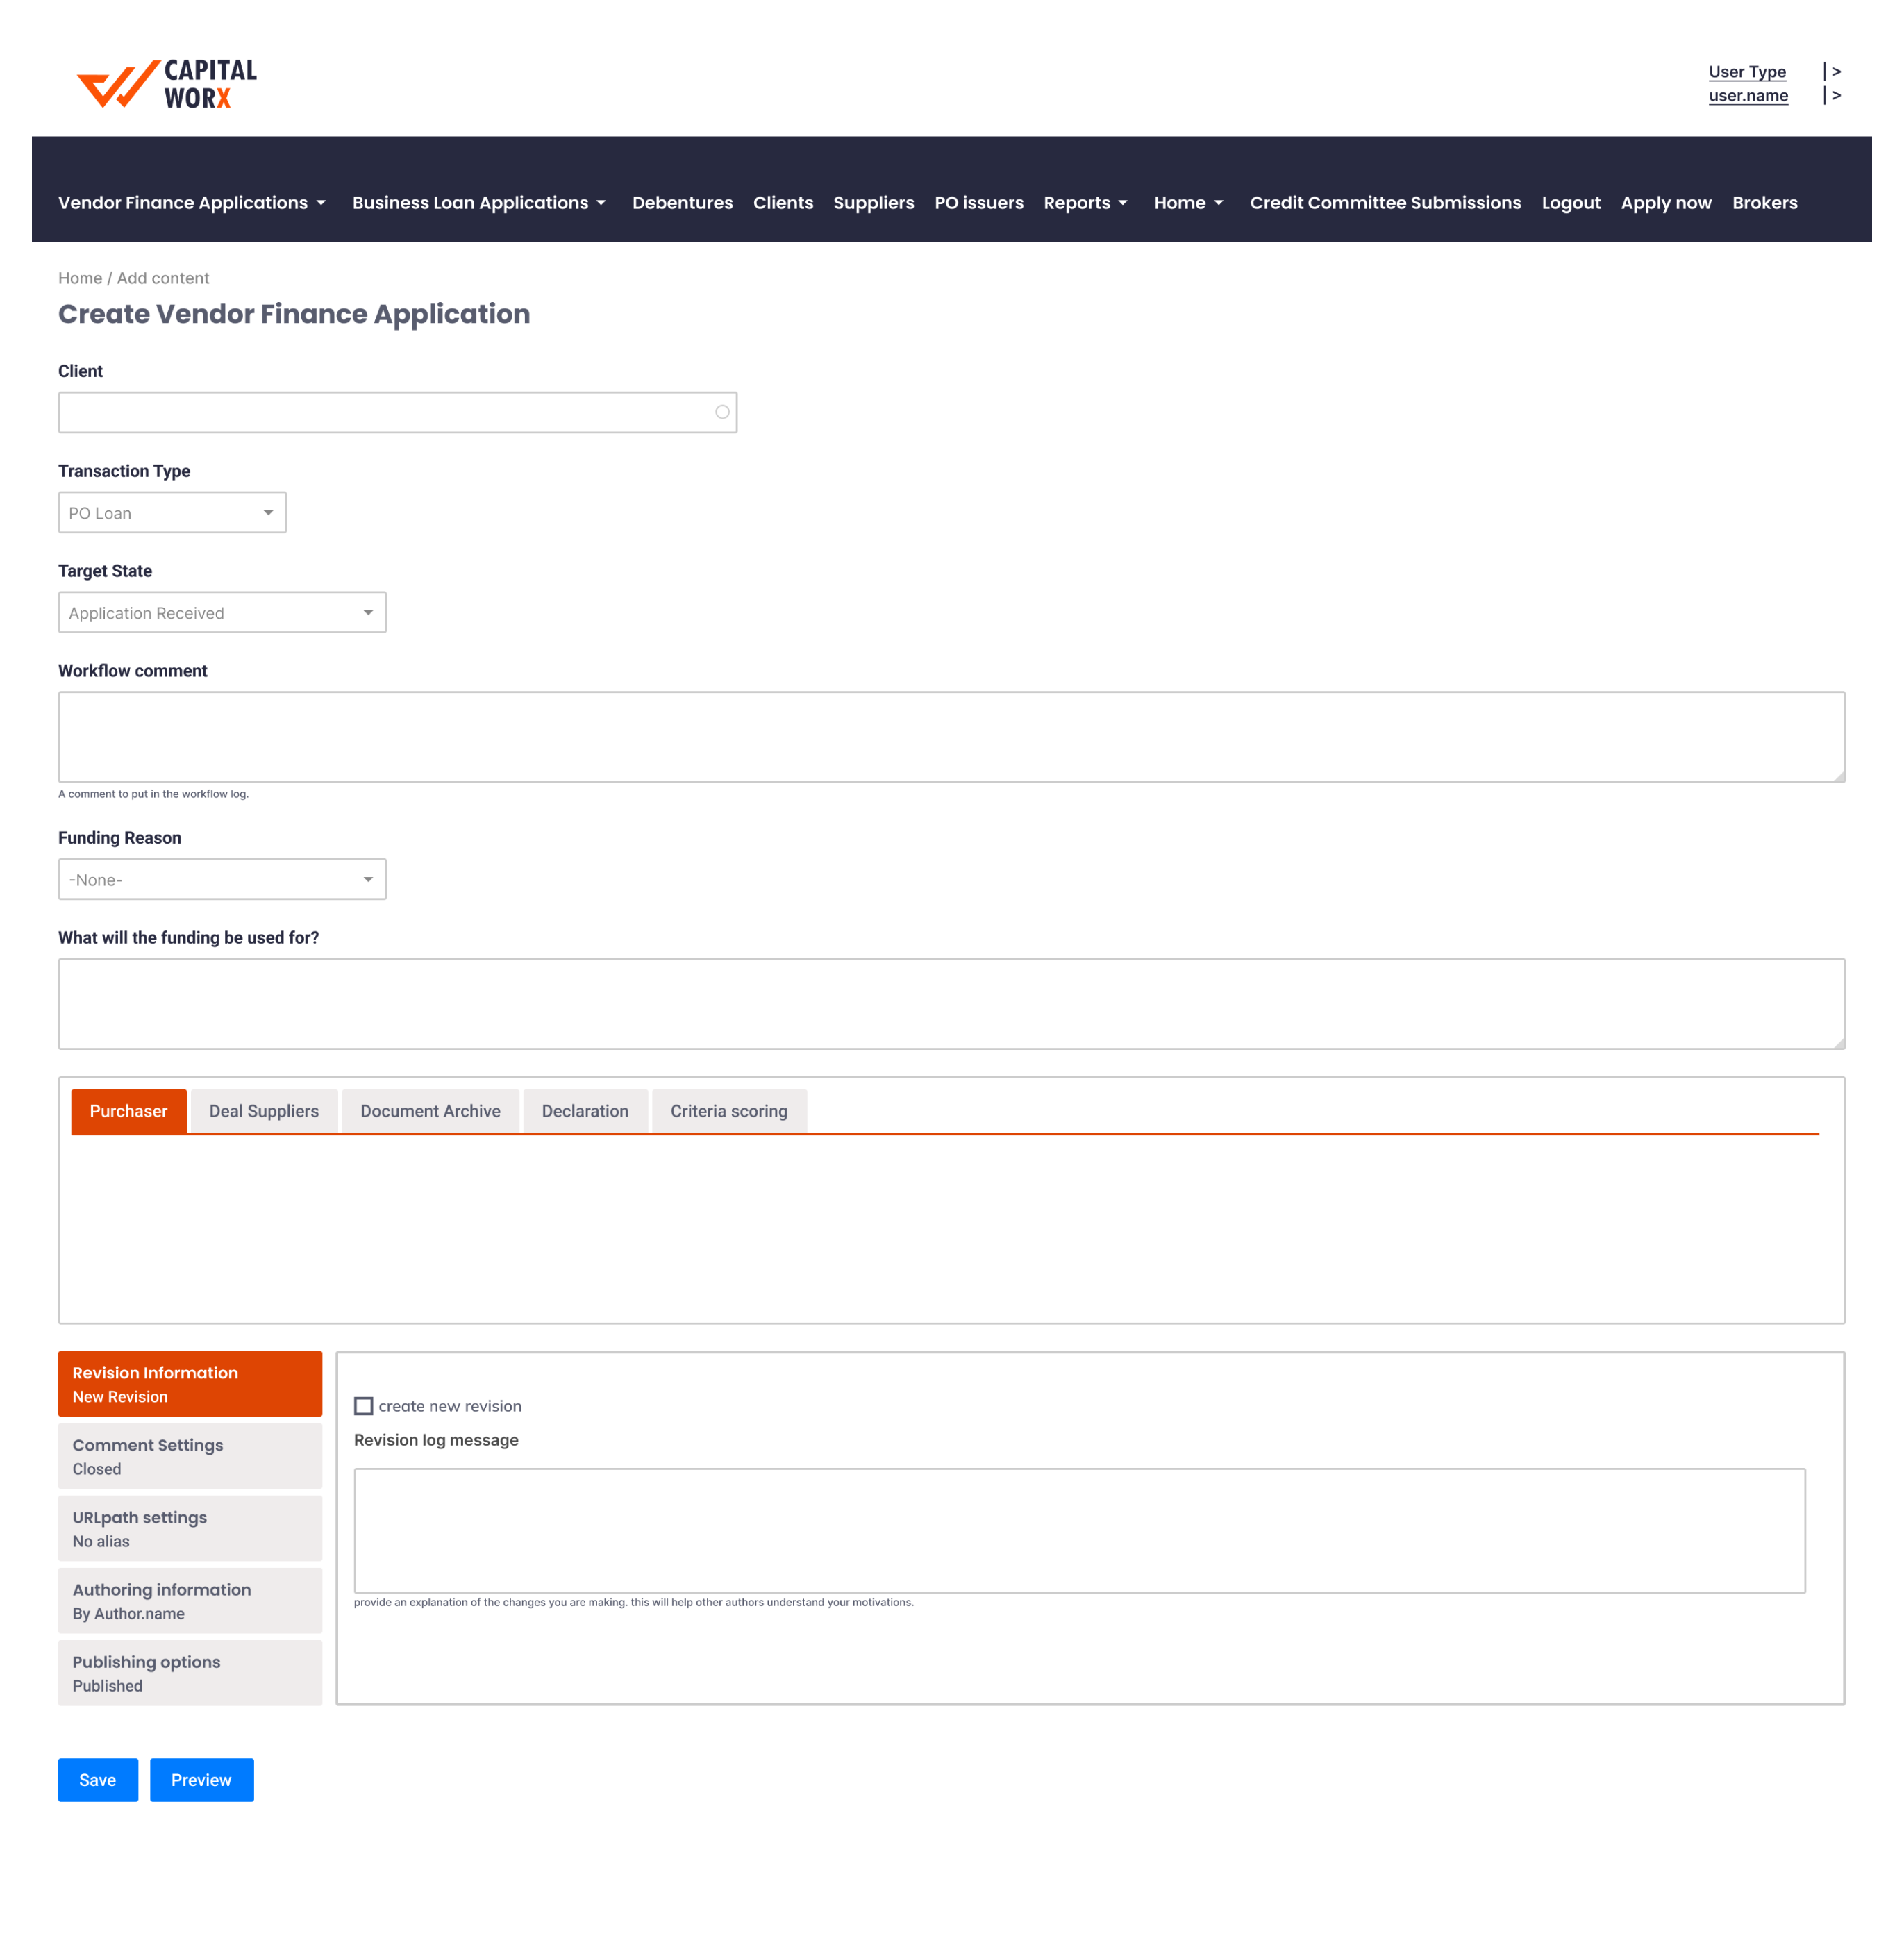 CAPITAL
WORX
User Type |>
user.name |>
Vendor Finance Applications Business Loan Applications Debentures Clients Suppliers PO issuers Reports Home Credit Committee Submissions Logout Apply now Brokers
Home / Add content
Create Vendor Finance Application
Client
Transaction Type
PO Loan
Target State
Application Received
Workflow comment
A comment to put in the workflow log.
Funding Reason
-None-
What will the funding be used for?
Purchaser Deal Suppliers Document Archive Declaration Criteria scoring
Revision Information
New Revision
Comment Settings
Closed
URLpath settings
No alias
Authoring information
By Author.name
Publishing options
Published
create new revision
Revision log message
provide an explanation of the changes you are making. this will help other authors understand your motivations.
Save Preview